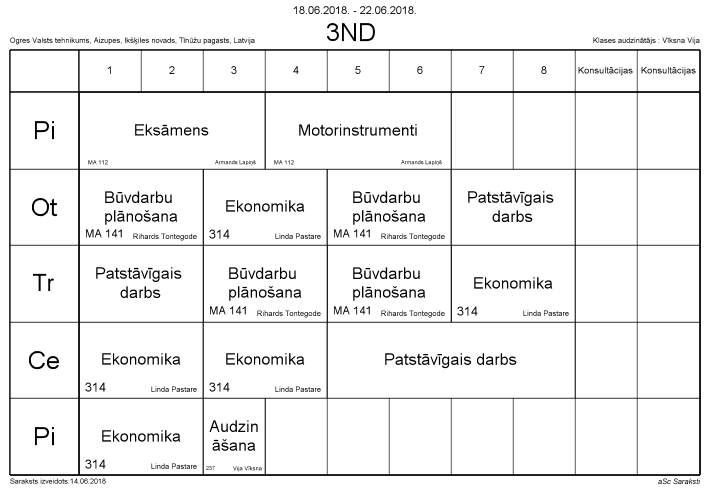 18.06.2018. - 22.06.2018.
3ND
Ogres Valsts tehnikums, Aizupes, Ikšķiles novads, Tīnūžu pagasts, Latvija
Klases audzinātājs : Vīksna Vija
1 2 3 4 5 6 7 8 Konsultācijas Konsultācijas
Pi
Eksāmens
MA 112 Armands Lapiņš
Motorinstrumenti
MA 112 Armands Lapiņš
Ot
Būvdarbu
plānošana
MA 141 Rihards Tontegode
Ekonomika
314 Linda Pastare
Būvdarbu
plānošana
MA 141 Rihards Tontegode
Patstāvīgais
darbs
Tr
Patstāvīgais
darbs
Būvdarbu
plānošana
MA 141 Rihards Tontegode
Būvdarbu
plānošana
MA 141 Rihards Tontegode
Ekonomika
314 Linda Pastare
Ce
Ekonomika
314 Linda Pastare
Ekonomika
314 Linda Pastare
Patstāvīgais darbs
Pi
Ekonomika
314 Linda Pastare
Audzin
āšana
237 Vija Vīksna
Saraksts izveidots:14.06.2018
aSc Saraksti